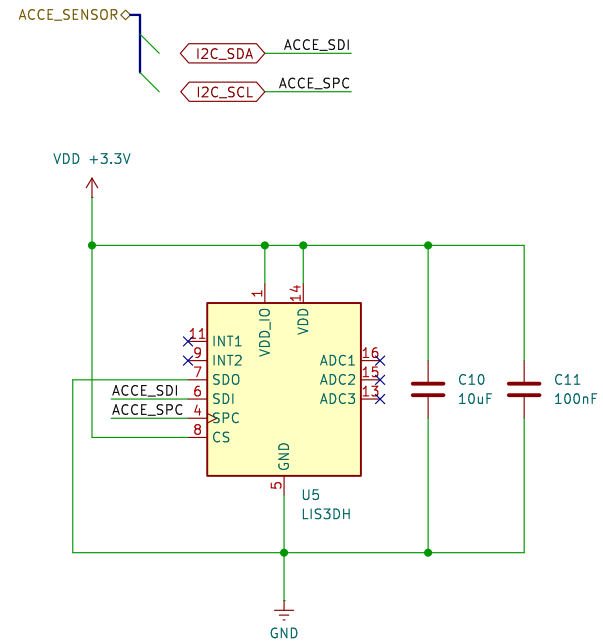 ACCE_SENSOR
I2C_SDA ACCE_SDI
I2C_SCL ACCE_SPC
VDD +3.3V
1 14
VDD_IO VDD
11 INT1
9 INT2
7 SDO
ACCE_SDI 6 SDI
ACCE_SPC 4 SPC
8 CS
ADC1 16
ADC2 15
ADC3 13
GND
5
U5
LIS3DH
C10
10uF
C11
100nF
GND